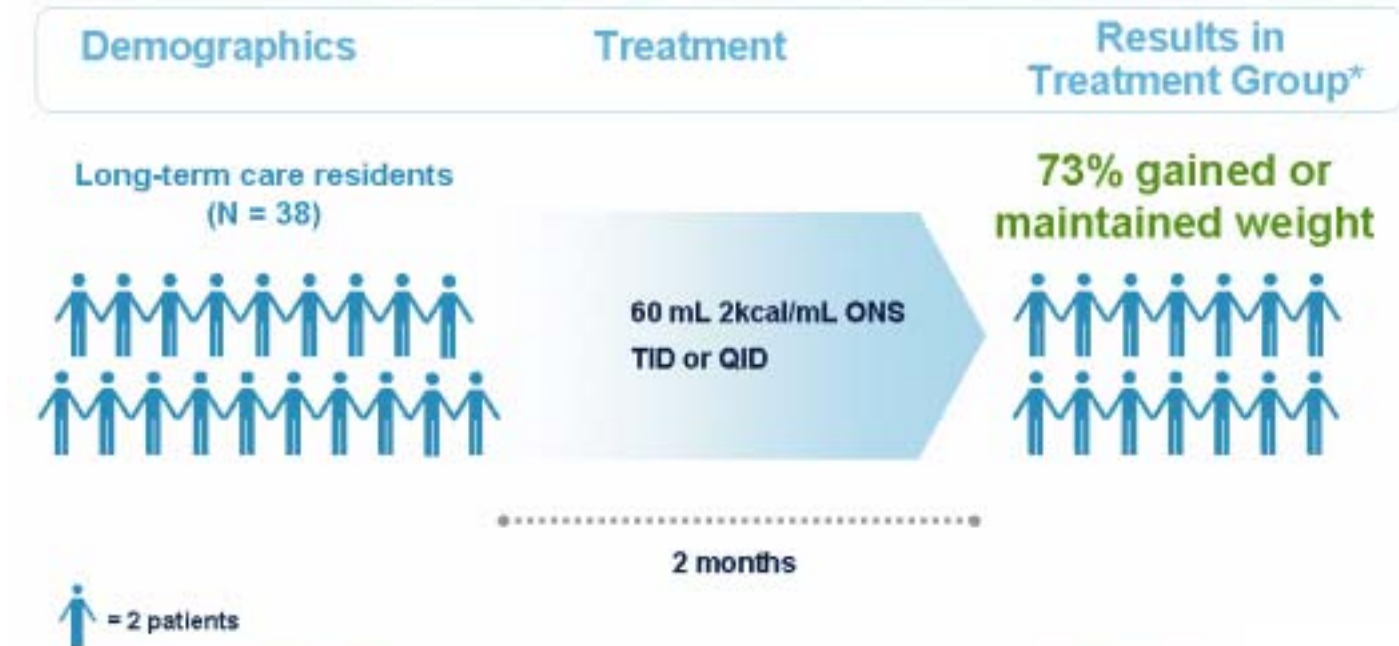 Demographics
Treatment
Results in
Treatment Group*
Long-term care residents
(N = 38)
73% gained or
maintained weight
60 mL 2kcal/mL ONS
TID or QID
2 months
= 2 patients